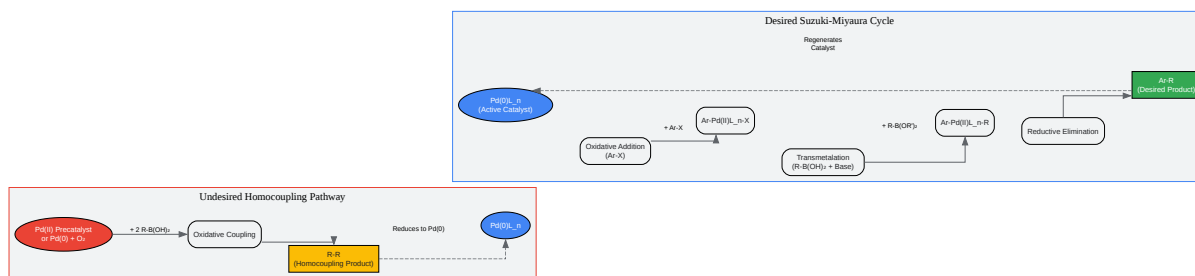 Desired Suzuki-Miyaura Cycle
Regenerates
Catalyst
Pd(0)L_n
(Active Catalyst)
Ar-R
(Desired Product)
+ Ar-X
Ar-Pd(II)L_n-X
+ R-B(OR')₂
Ar-Pd(II)L_n-R
Reductive Elimination
Oxidative Addition
(Ar-X)
Transmetalation
(R-B(OH)₂ + Base)
Undesired Homocoupling Pathway
Pd(II) Precatalyst
or Pd(0) + O₂
+ 2 R-B(OH)₂
Oxidative Coupling
Reduces to Pd(0)
Pd(0)L_n
R-R
(Homocoupling Product)